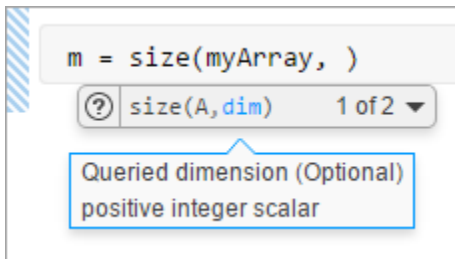 m = size(myArray, )
? size(A,dim) 1 of 2
Queried dimension (Optional)
positive integer scalar